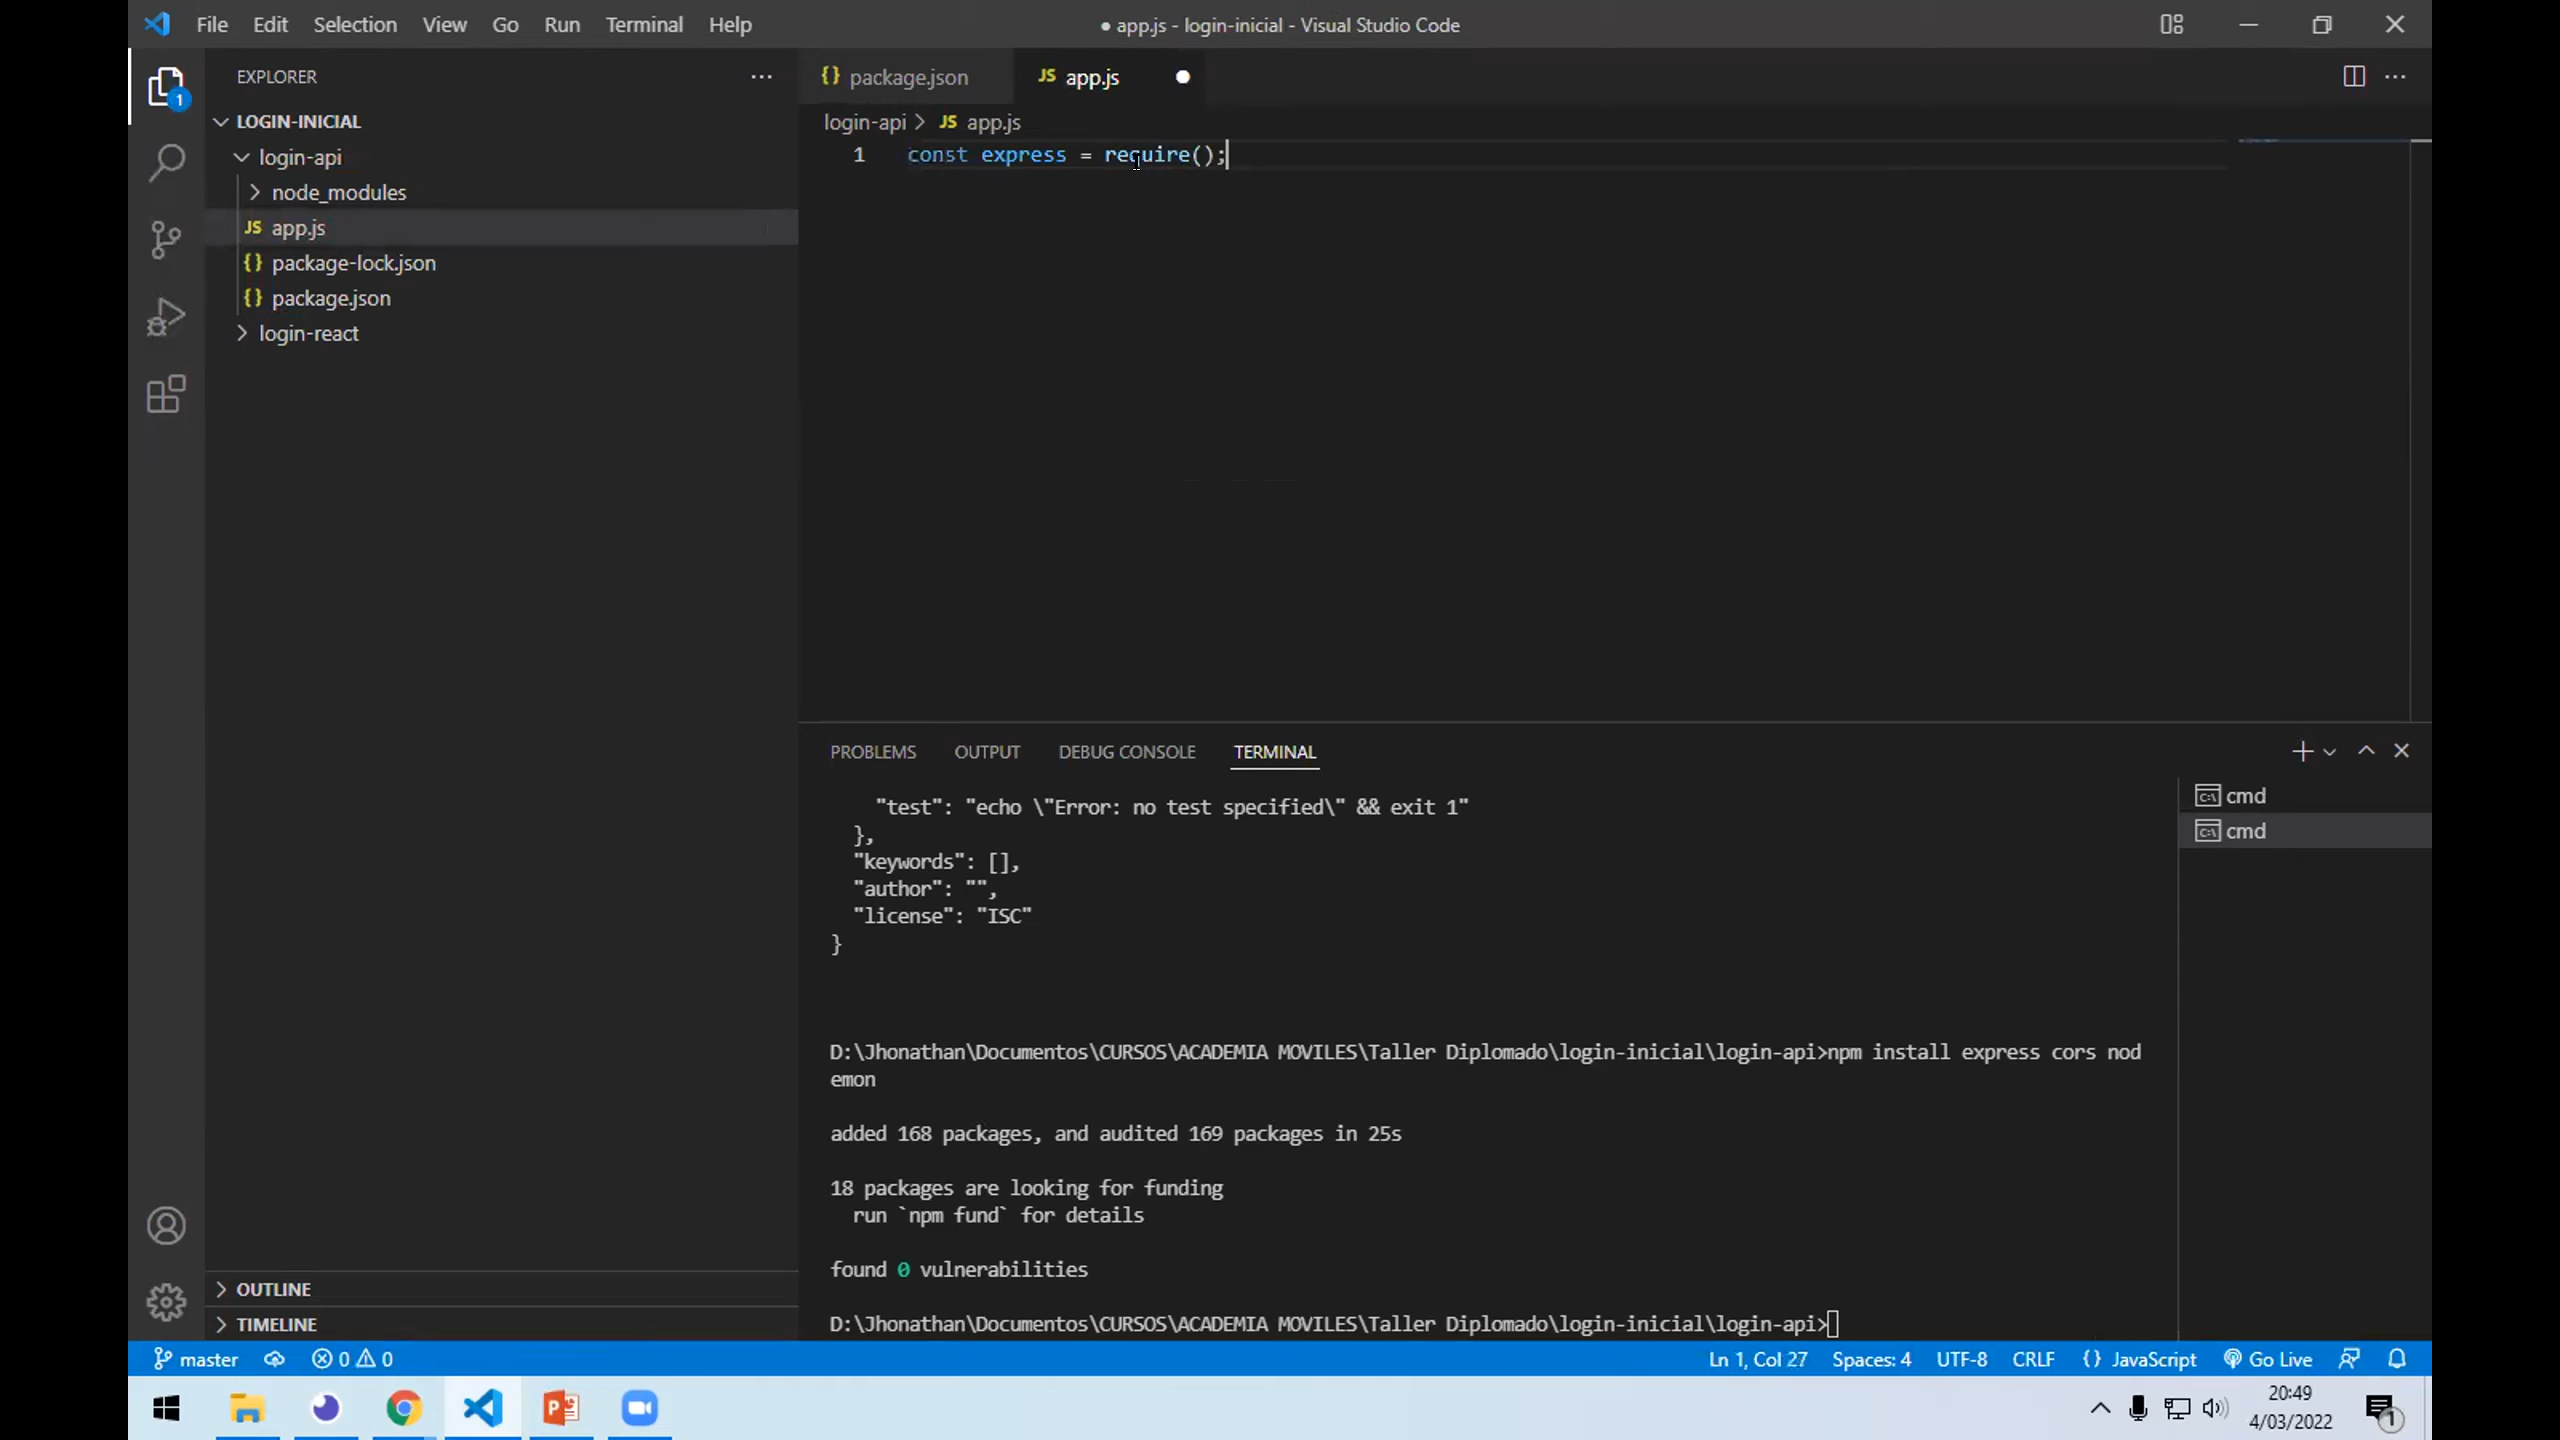 File Edit Selection View Go Run Terminal Help
● app.js - login-inicial - Visual Studio Code
EXPLORER
1
LOGIN-INICIAL
login-api
node_modules
JS app.js
{} package-lock.json
{} package.json
login-react
OUTLINE
TIMELINE
{} package.json
JS app.js
login-api > JS app.js
1 const express = require();
PROBLEMS OUTPUT DEBUG CONSOLE TERMINAL
"test": "echo \"Error: no test specified\" && exit 1"
},
"keywords": [],
"author": "",
"license": "ISC"
}
D:\Jhonathan\Documentos\CURSOS\ACADEMIA MOVILES\Taller Diplomado\login-inicial\login-api>npm install express cors nod
emon
added 168 packages, and audited 169 packages in 25s
18 packages are looking for funding
run `npm fund` for details
found 0 vulnerabilities
D:\Jhonathan\Documentos\CURSOS\ACADEMIA MOVILES\Taller Diplomado\login-inicial\login-api>
cmd
cmd
master 0 0 Ln 1, Col 27 Spaces: 4 UTF-8 CRLF {} JavaScript Go Live
20:49
4/03/2022
1